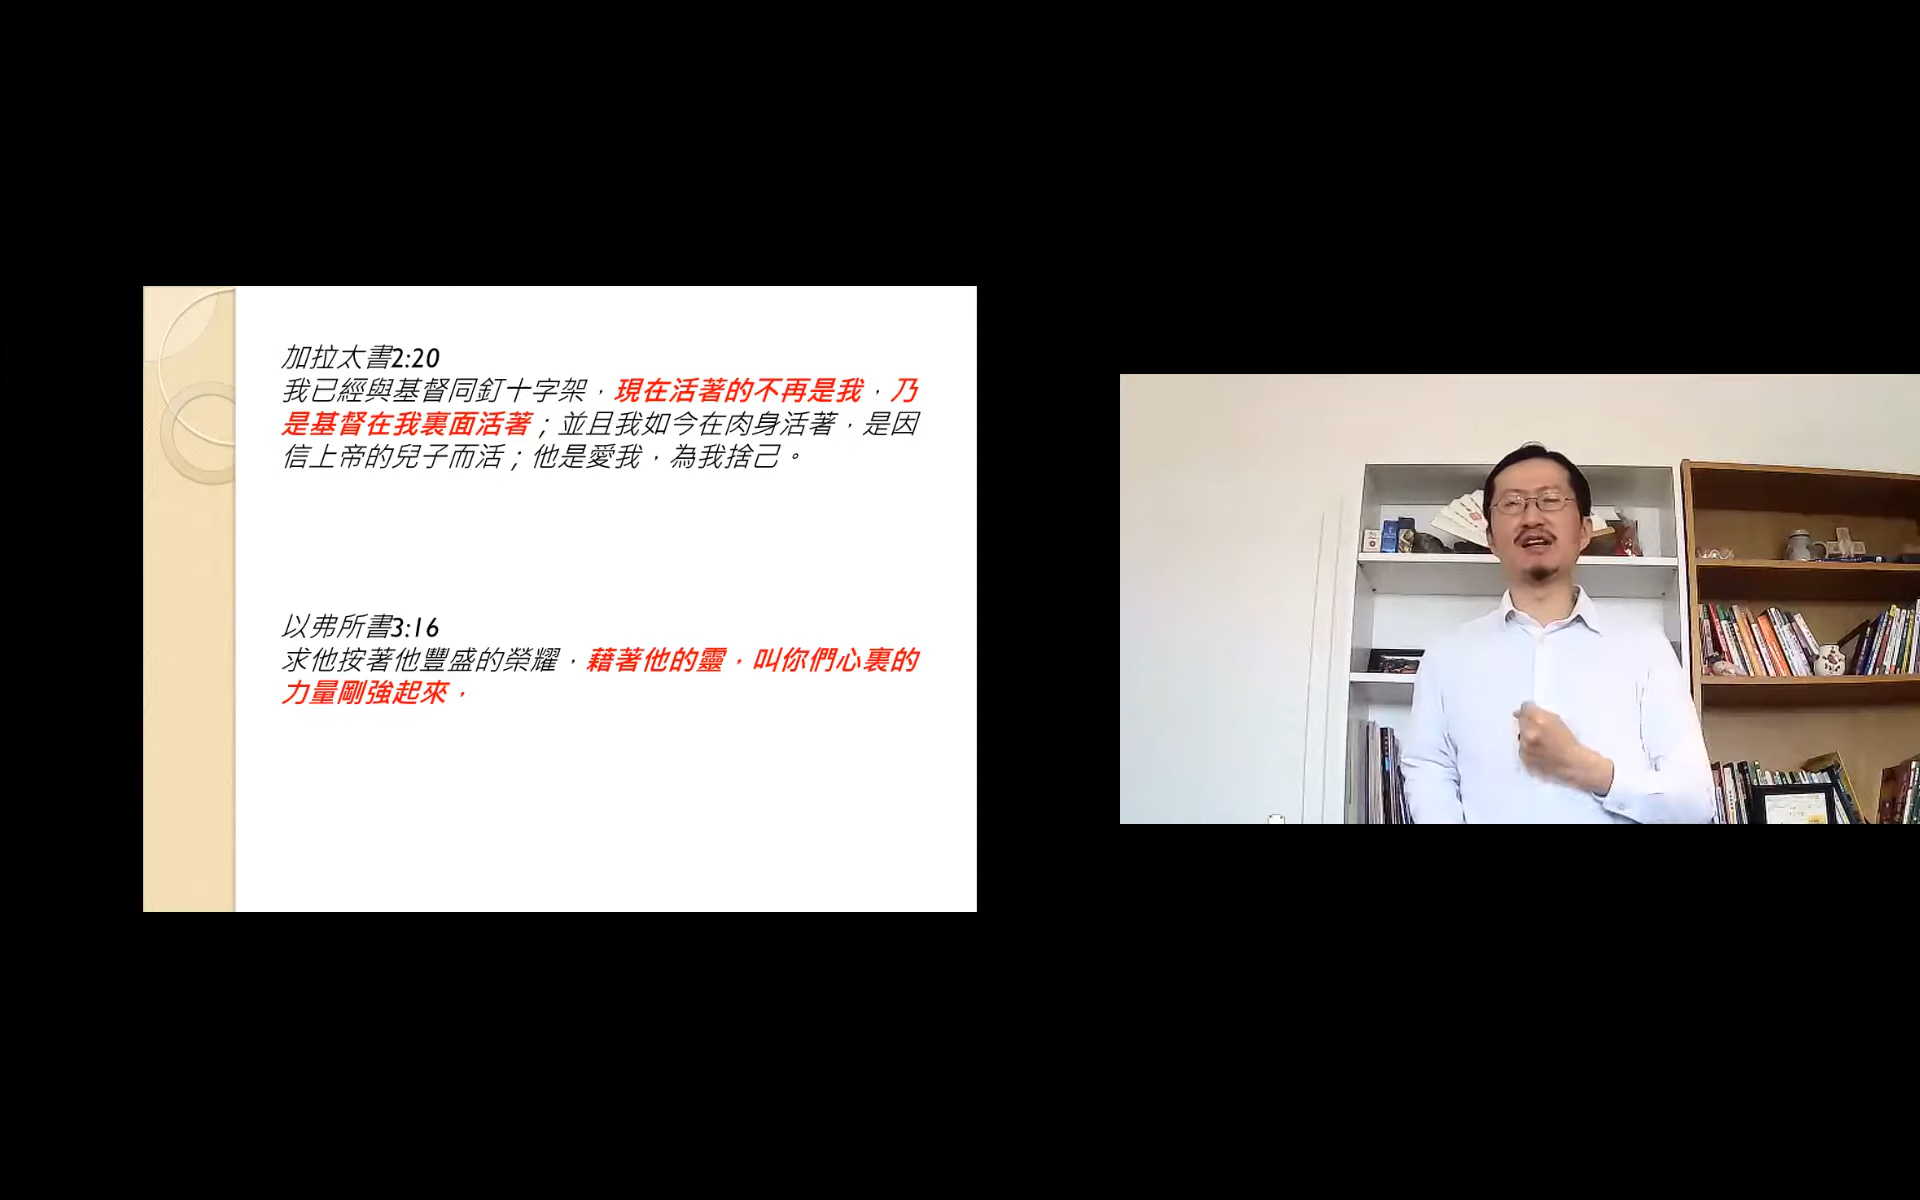 加拉太書2:20
我已經與基督同釘十字架，現在活著的不再是我，乃
是基督在我裏面活著；並且我如今在肉身活著，是因
信上帝的兒子而活；他是愛我，為我捨己。
以弗所書3:16
求他按著他豐盛的榮耀，藉著他的靈，叫你們心裏的
力量剛強起來，